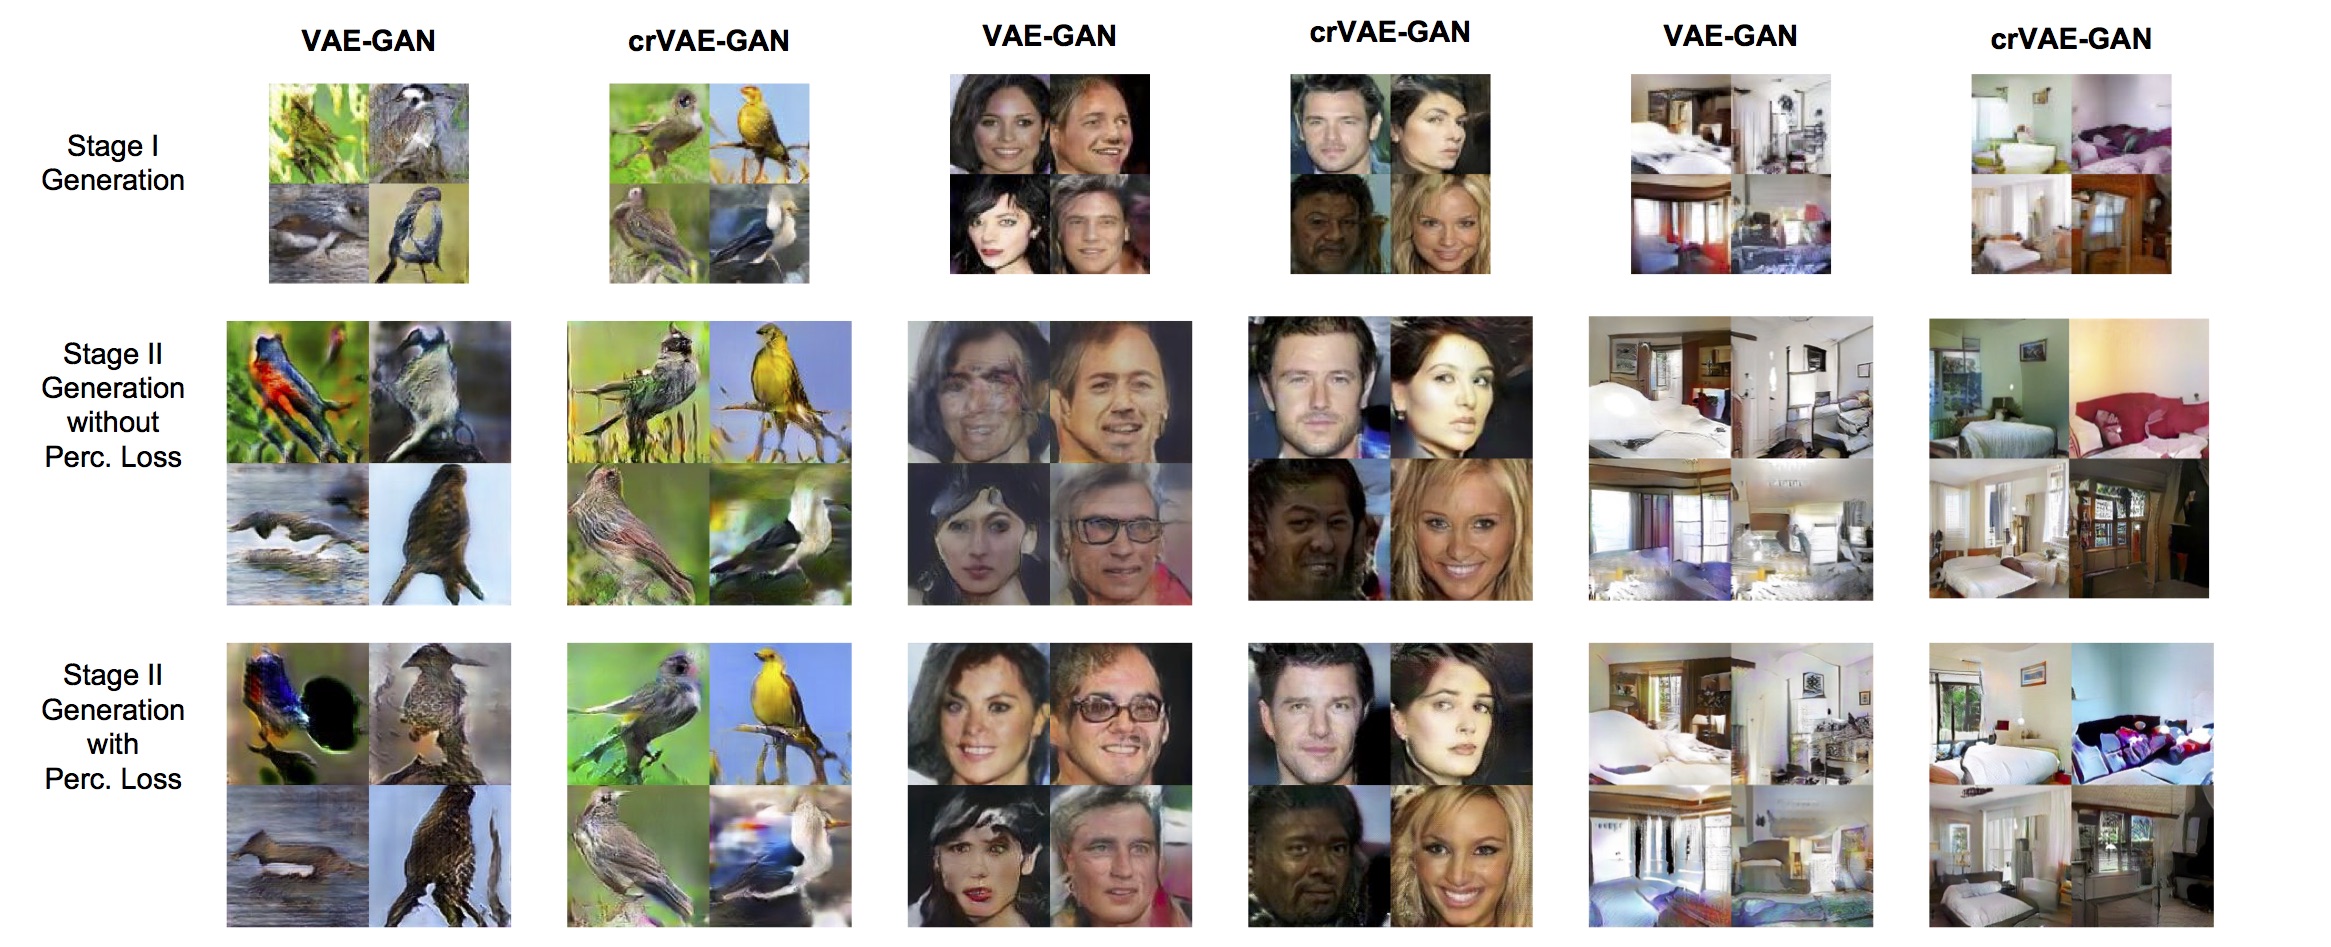 VAE-GAN
crVAE-GAN
VAE-GAN
crVAE-GAN
VAE-GAN
crVAE-GAN
Stage I
Generation
Stage II
Generation
without
Perc. Loss
Stage II
Generation
with
Perc. Loss